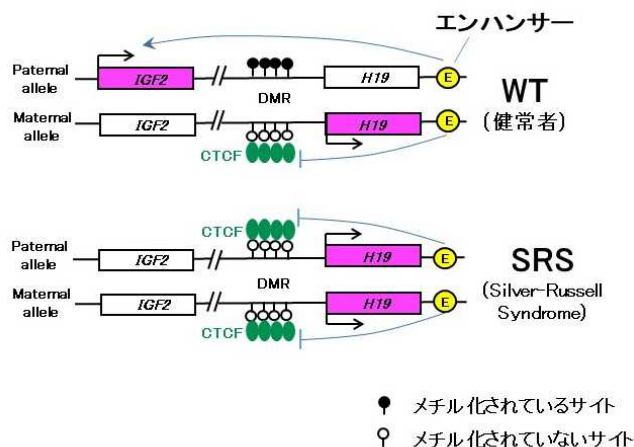 エンハンサー
Paternal allele
IGF2
//
H19
E
WT
(健常者)
DMR
Maternal allele
IGF2
//
H19
E
CTCF
CTCF
Paternal allele
IGF2
//
H19
E
SRS
(Silver-Russell
Syndrome)
DMR
Maternal allele
IGF2
//
H19
E
CTCF
メチル化されているサイト
メチル化されていないサイト